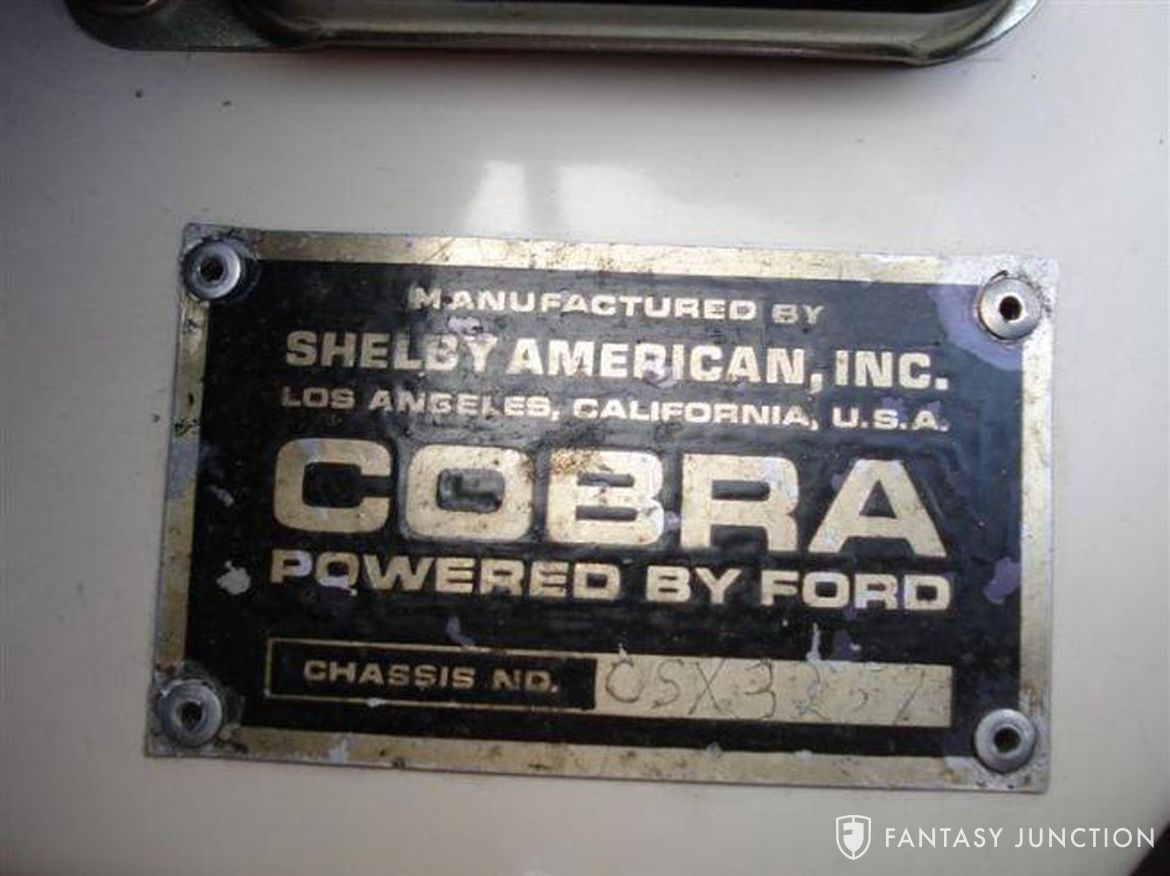 MANUFACTURED BY
SHELBY AMERICAN, INC.
LOS ANGELES, CALIFORNIA, U.S.A.
COBRA
POWERED BY FORD
CHASSIS NO.
FANTASY JUNCTION